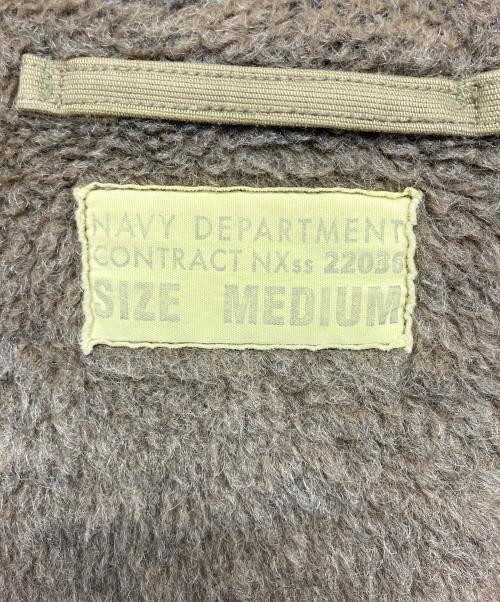 NAVY DEPARTMENT
CONTRACT NXss 22036
SIZE MEDIUM